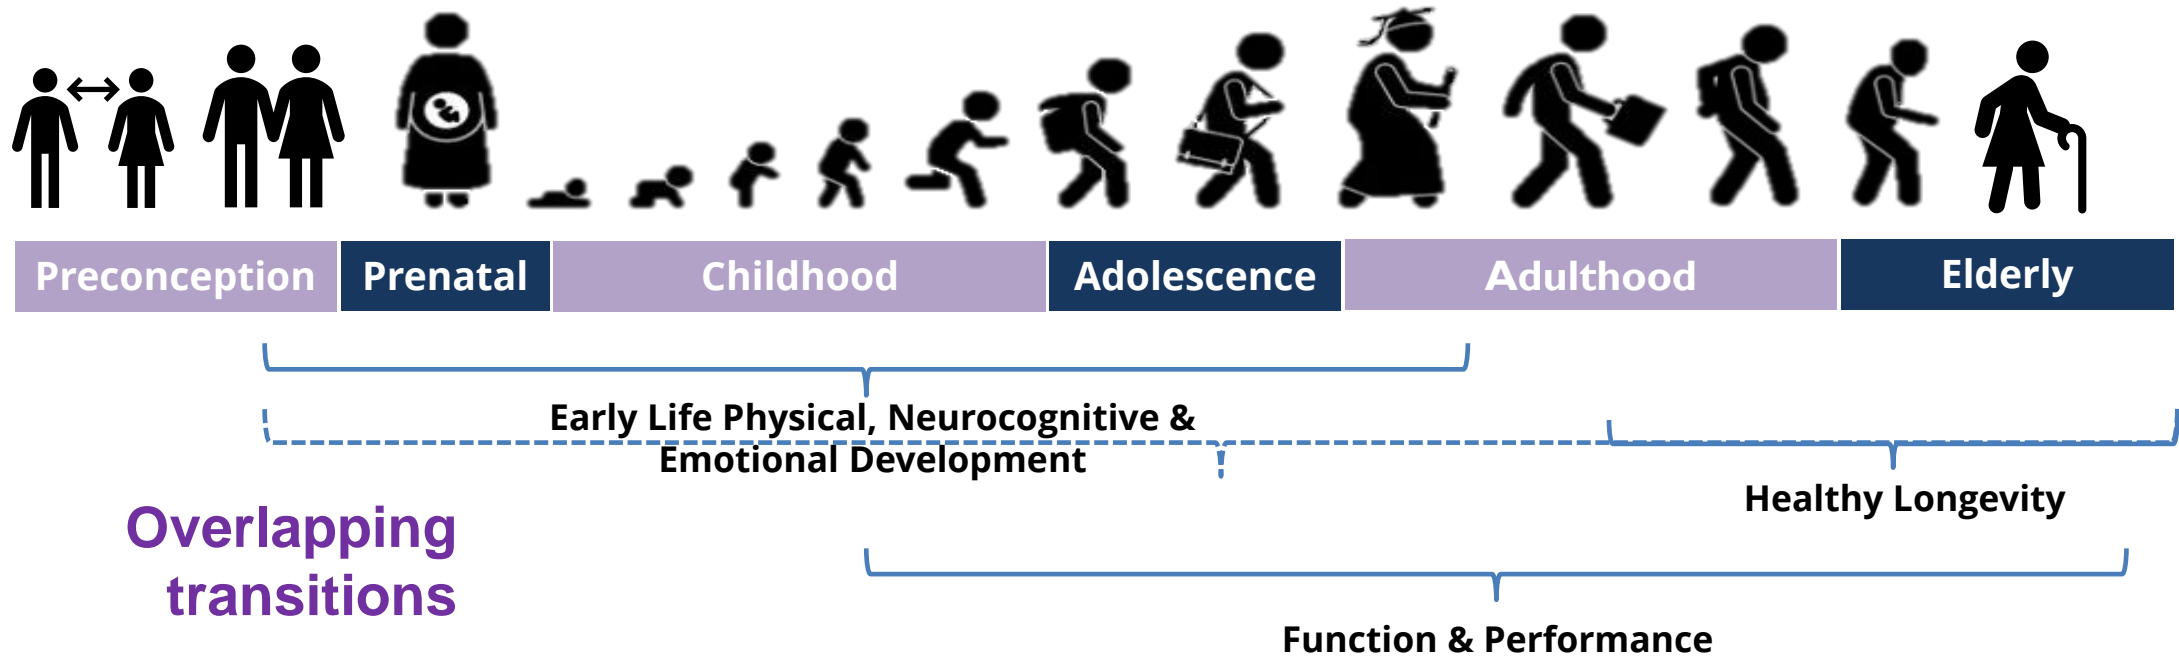 Preconception
Prenatal
Childhood
Adolescence
Adulthood
Elderly
Early Life Physical, Neurocognitive &
Emotional Development
Healthy Longevity
Overlapping
transitions
Function & Performance